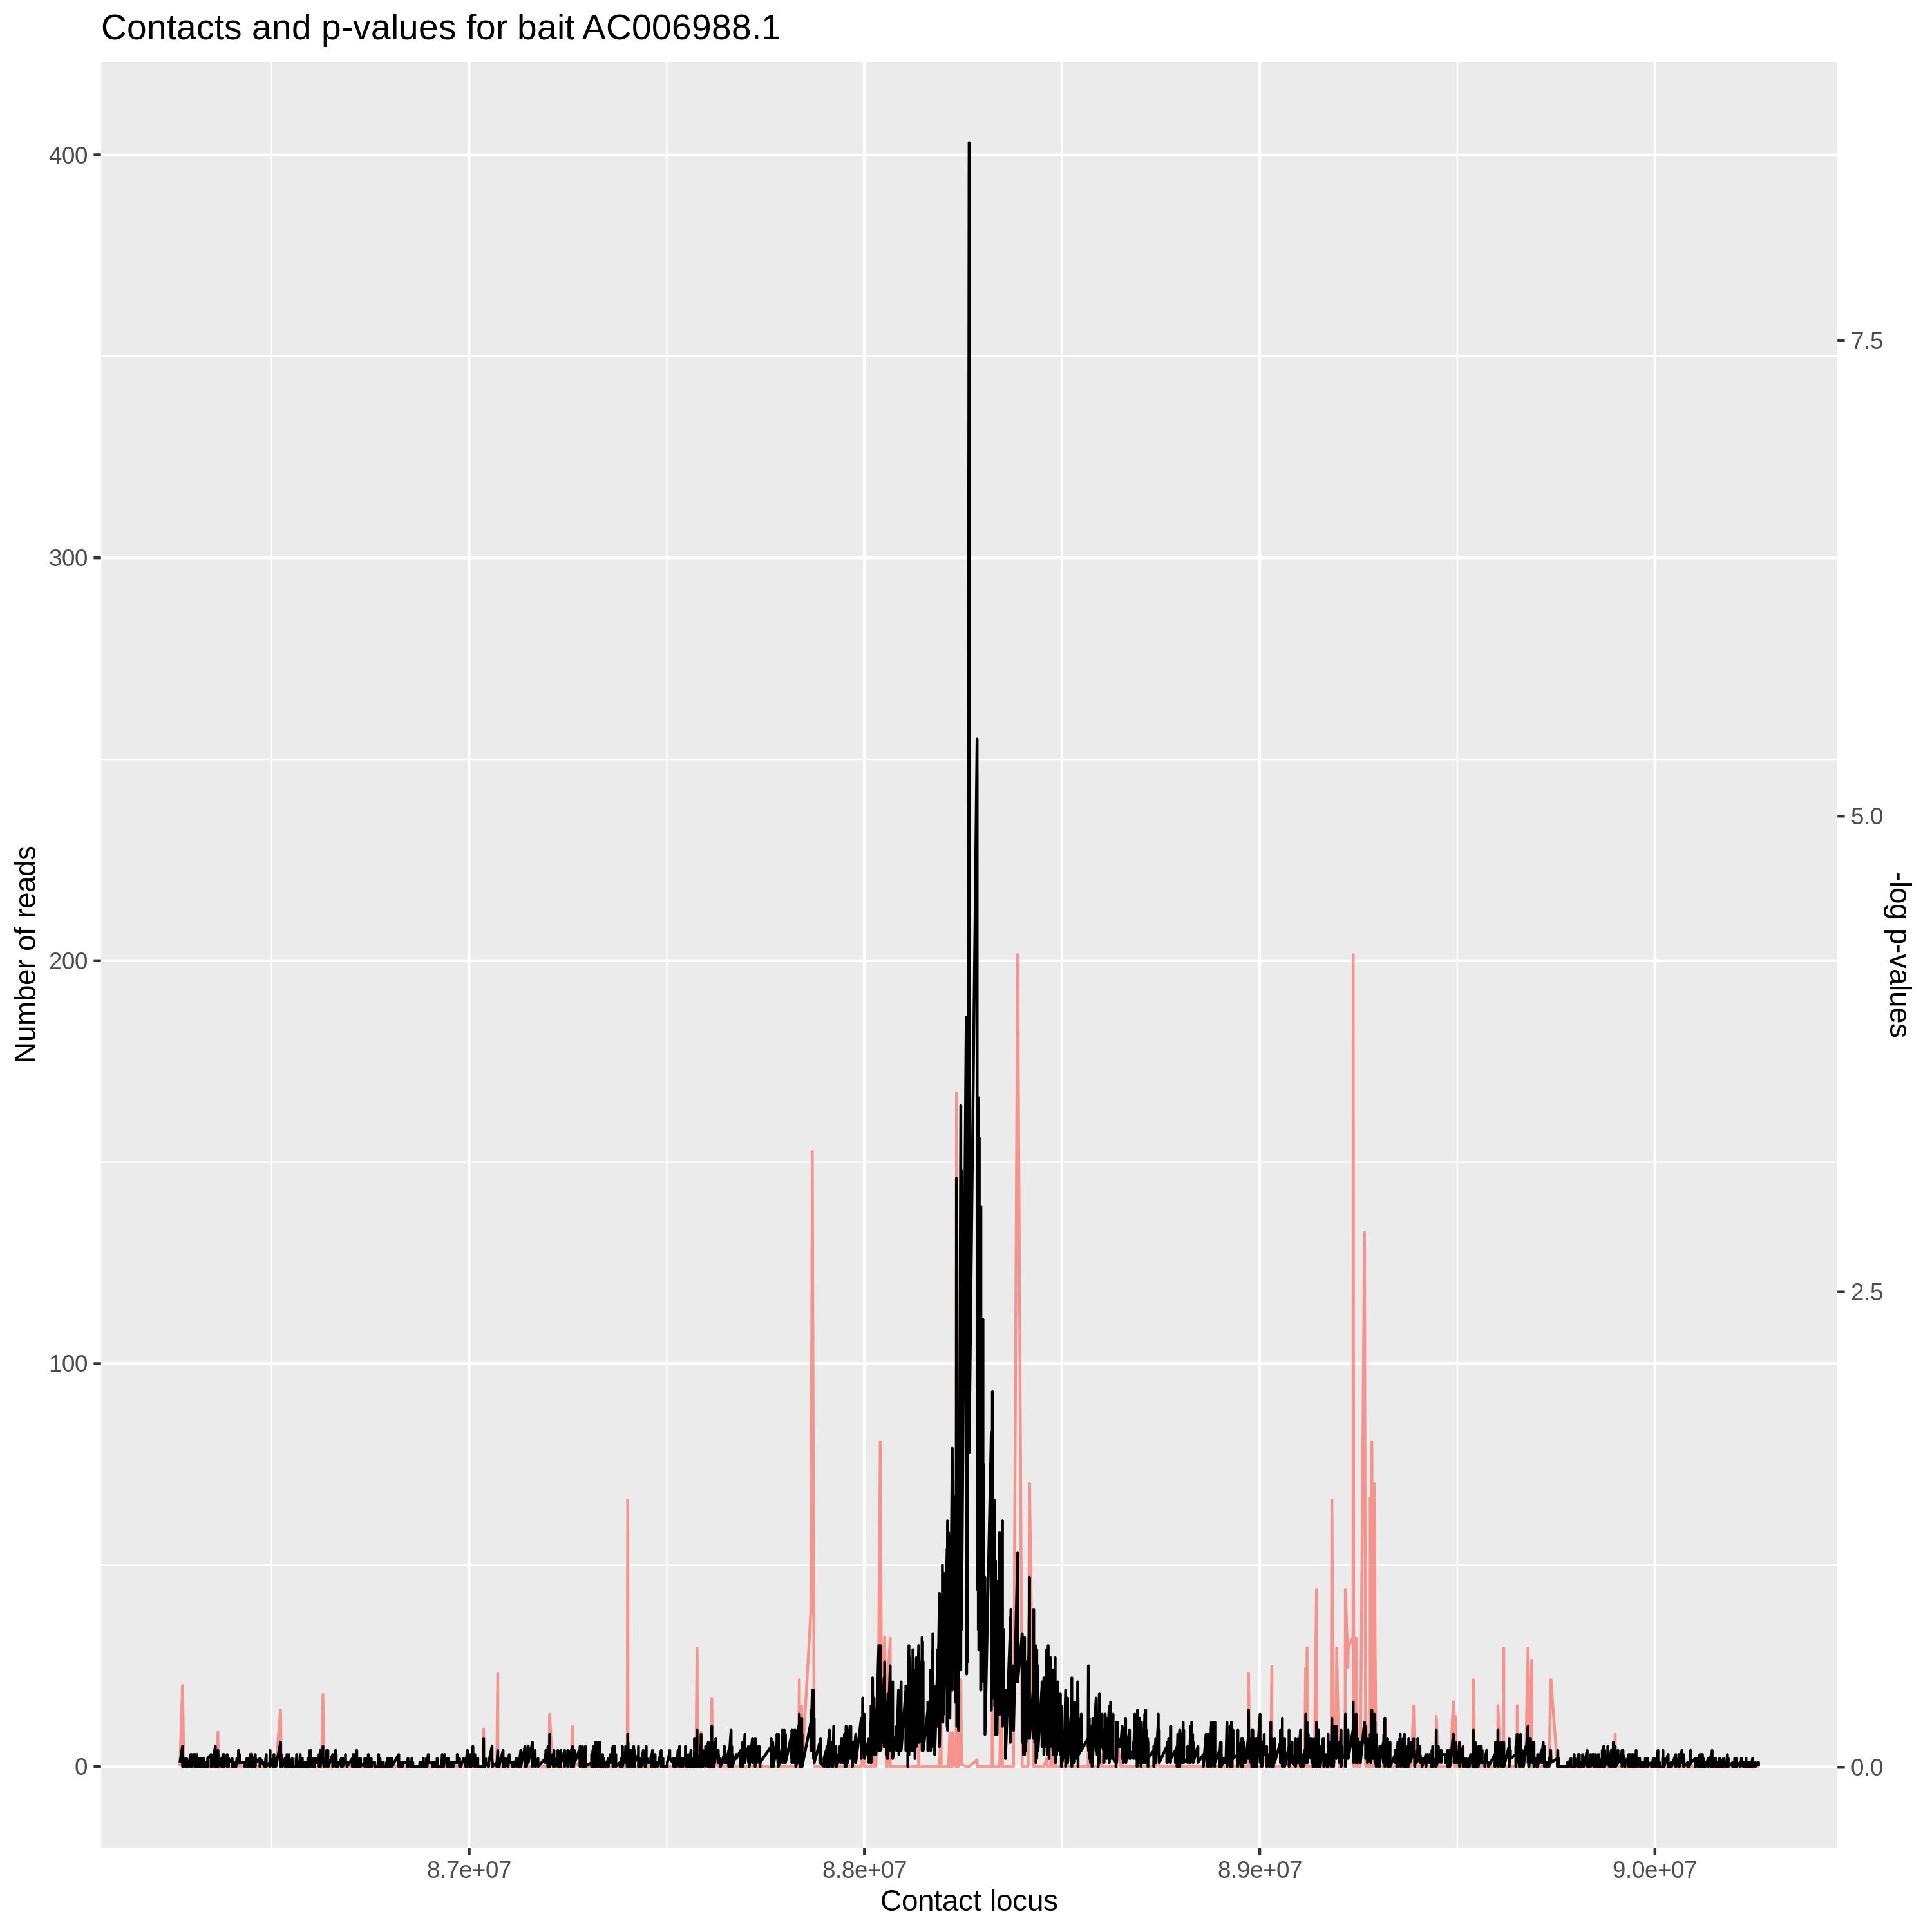 Contacts and p-values for bait AC006988.1
400
300
200
100
0
Number of reads
7.5
5.0
2.5
0.0
-log p-values
8.7e+07
8.8e+07
8.9e+07
9.0e+07
Contact locus